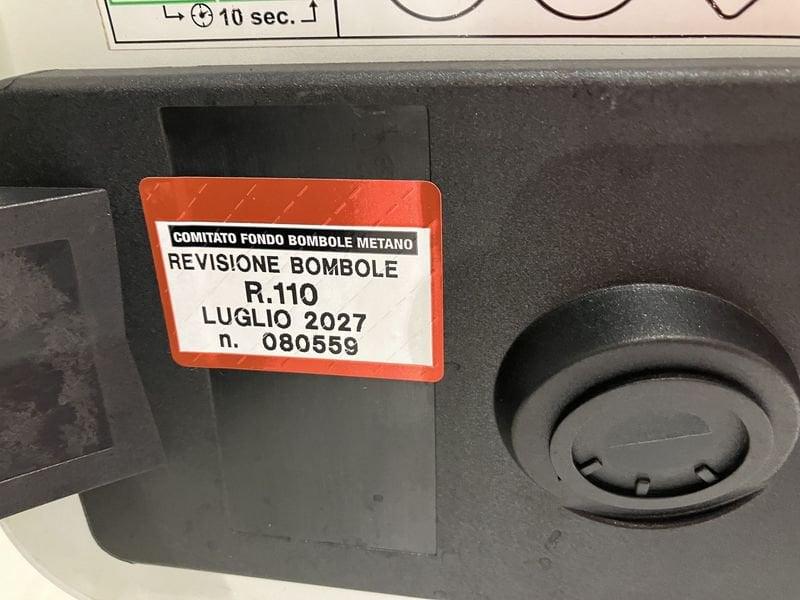 10 sec.
COMITATO FONDO BOMBOLE METANO
REVISIONE BOMBOLE
R.110
LUGLIO 2027
n. 080559